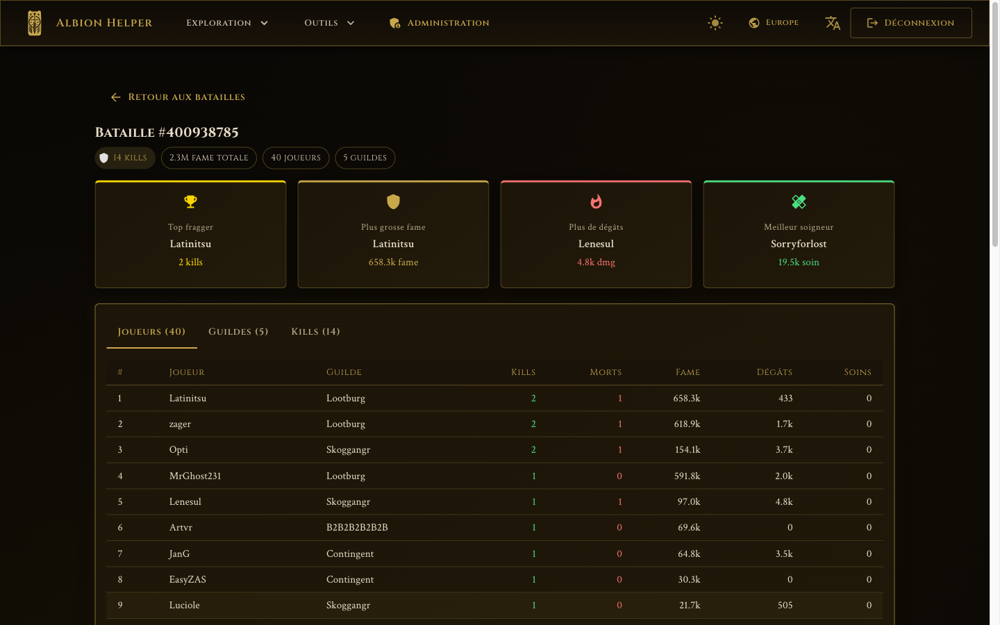 Albion Helper Exploration Outils Administration Europe Déconnexion
Retour aux batailles
Bataille #400938785
14 kills 2.3M fame totale 40 joueurs 5 guildes
Top fragger
Latinitsu
2 kills
Plus grosse fame
Latinitsu
658.3k fame
Plus de dégâts
Lenesul
4.8k dmg
Meilleur soigneur
Sorryforlost
19.5k soin
Joueurs (40) Guildes (5) Kills (14)
# Joueur Guilde Kills Morts Fame Dégâts Soins
1 Latinitsu Lootburg 2 1 658.3k 433 0
2 zager Lootburg 2 1 618.9k 1.7k 0
3 Opti Skoggangr 2 1 154.1k 3.7k 0
4 MrGhost231 Lootburg 1 0 591.8k 2.0k 0
5 Lenesul Skoggangr 1 1 97.0k 4.8k 0
6 Artvr B2B2B2B2B2B 1 0 69.6k 0 0
7 JanG Contingent 1 0 64.8k 3.5k 0
8 EasyZAS Contingent 1 0 30.3k 0 0
9 Luciole Skoggangr 1 0 21.7k 505 0